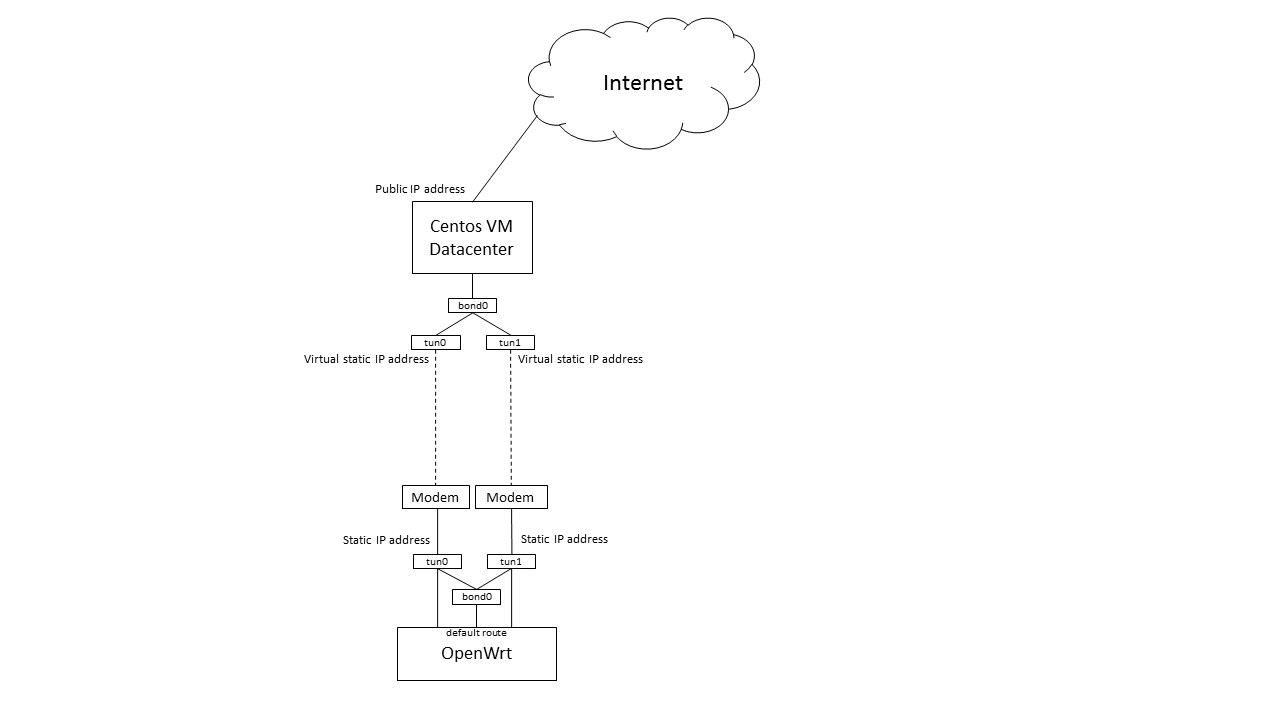 Internet
Public IP address
Centos VM
Datacenter
bond0
tun0
tun1
Virtual static IP address
Virtual static IP address
Modem
Modem
Static IP address
Static IP address
tun0
tun1
bond0
default route
OpenWrt